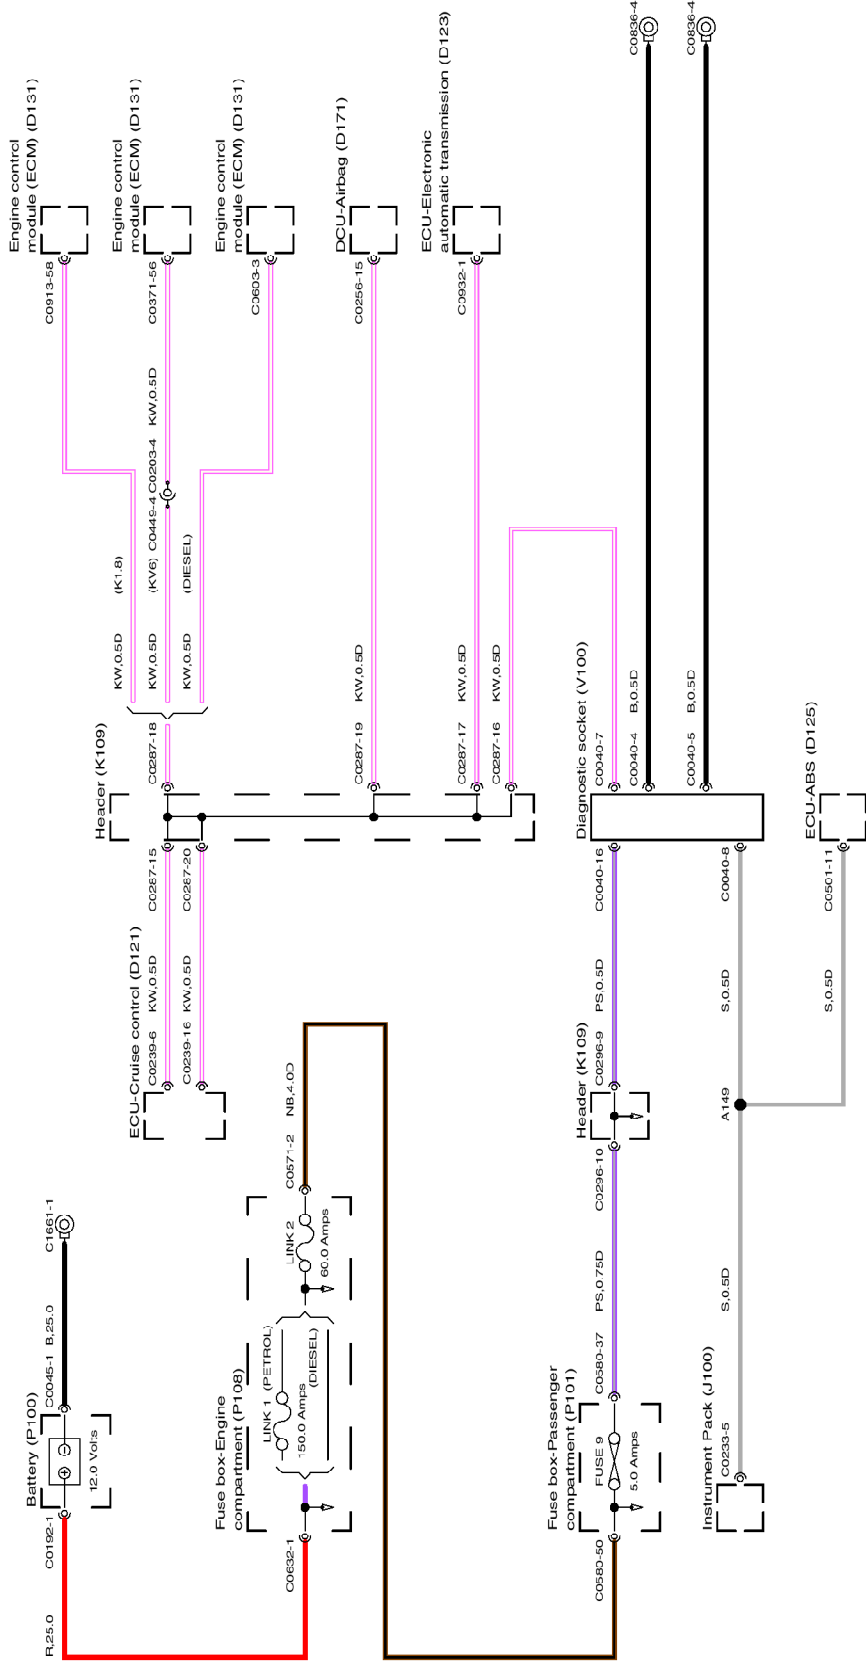 Battery (P100)
12.0 Volts
C0192-1
R,25.0
C0045-1
B,25.0
C1661-1
Fuse box-Engine
compartment (P108)
C0632-1
LINK 1 (PETROL)
150.0 Amps
(DIESEL)
LINK 2
60.0 Amps
C0571-2
NB,4.0D
Fuse box-Passenger
compartment (P101)
C0580-50
FUSE 9
5.0 Amps
C0580-37
PS,0.75D
C0296-10
Header (K109)
C0296-9
PS,0.5D
C0040-16
Instrument Pack (J100)
C0233-5
S,0.5D
A149
S,0.5D
C0040-8
S,0.5D
C0501-11
ECU-ABS (D125)
Diagnostic socket (V100)
C0040-7
C0040-4
B,0.5D
C0836-4
C0040-5
B,0.5D
C0836-4
ECU-Cruise control (D121)
C0239-6
KW,0.5D
C0287-15
C0239-16
KW,0.5D
C0287-20
Header (K109)
C0287-18
KW,0.5D
(K1.8)
C0913-58
Engine control
module (ECM) (D131)
KW,0.5D
(KV6)
C0449-4
C0203-4
KW,0.5D
C0371-56
Engine control
module (ECM) (D131)
KW,0.5D
(DIESEL)
C0603-3
Engine control
module (ECM) (D131)
C0287-19
KW,0.5D
C0256-15
DCU-Airbag (D171)
C0287-17
KW,0.5D
C0932-1
ECU-Electronic
automatic transmission (D123)
C0287-16
KW,0.5D